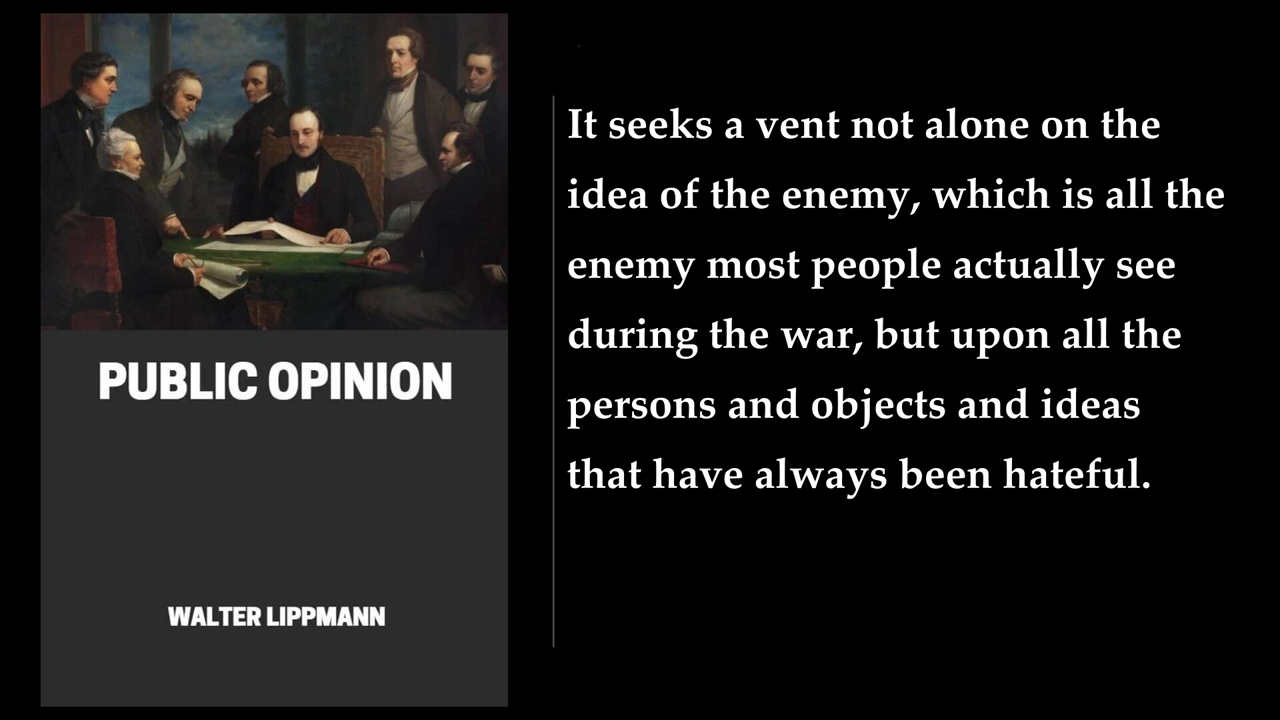 PUBLIC OPINION
WALTER LIPPMANN
It seeks a vent not alone on the
idea of the enemy, which is all the
enemy most people actually see
during the war, but upon all the
persons and objects and ideas
that have always been hateful.